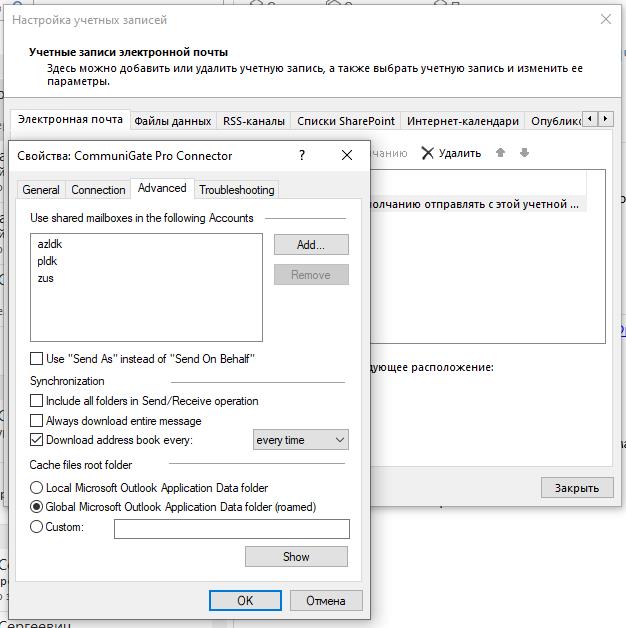 Настройка учетных записей
Учетные записи электронной почты
Здесь можно добавить или удалить учетную запись, а также выбрать учетную запись и изменить ее
параметры.
Электронная почта
Файлы данных
RSS-каналы
Списки SharePoint
Интернет-календари
Удалить
отправлять с этой учетной ...
расположение:
Закрыть
Свойства: CommuniGate Pro Connector
General
Connection
Advanced
Troubleshooting
Use shared mailboxes in the following Accounts
azldk
pldk
zus
Add...
Remove
Use "Send As" instead of "Send On Behalf"
Synchronization
Include all folders in Send/Receive operation
Always download entire message
Download address book every:
every time
Cache files root folder
Local Microsoft Outlook Application Data folder
Global Microsoft Outlook Application Data folder (roamed)
Custom:
Show
OK
Отмена